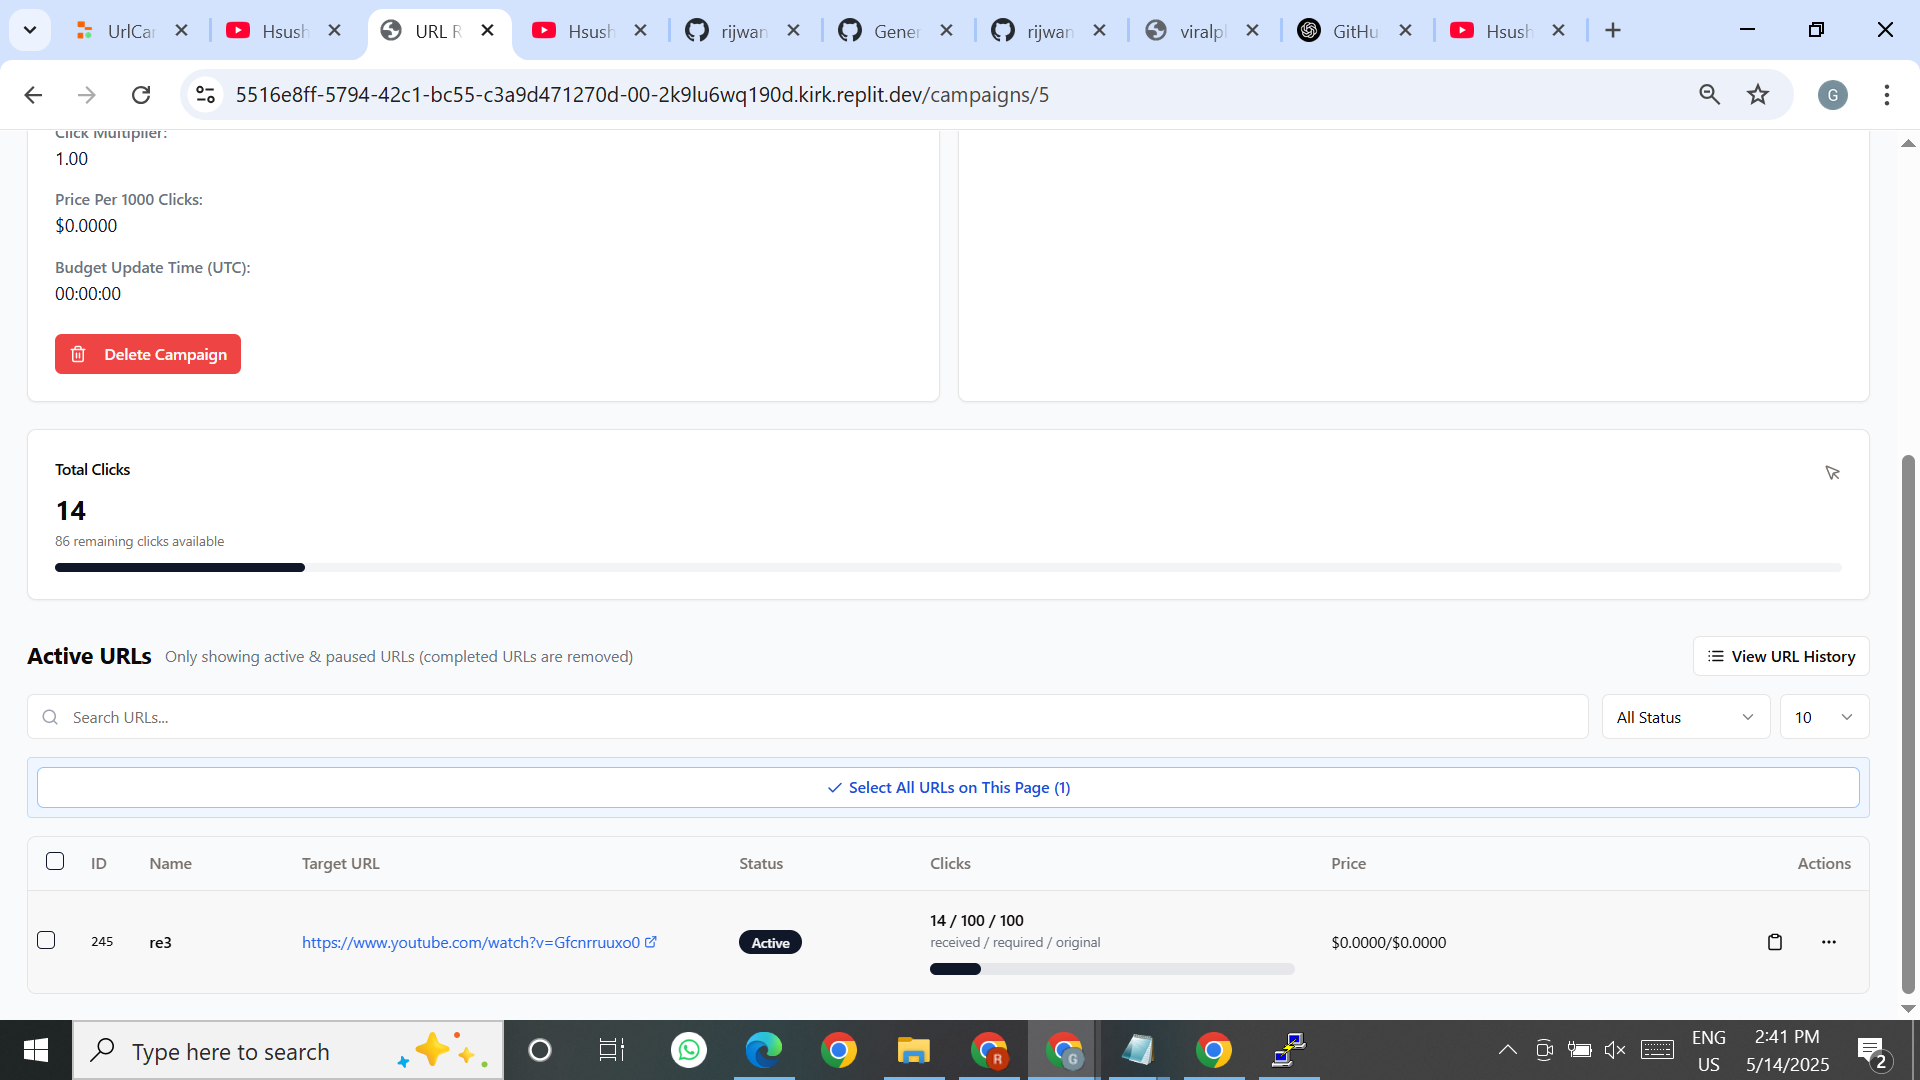 UrlCar
Hsush
URL R
Hsush
rijwan
Gener
rijwan
viralpl
GitHu
Hsush
5516e8ff-5794-42c1-bc55-c3a9d471270d-00-2k9lu6wq190d.kirk.replit.dev/campaigns/5
G
Click Multiplier:
1.00
Price Per 1000 Clicks:
$0.0000
Budget Update Time (UTC):
00:00:00
Delete Campaign
Total Clicks
14
86 remaining clicks available
Active URLs Only showing active & paused URLs (completed URLs are removed)
View URL History
Search URLs...
All Status
10
Select All URLs on This Page (1)
ID Name Target URL Status Clicks Price Actions
14 / 100 / 100
245 re3 https://www.youtube.com/watch?v=Gfcnrruuxo0 Active received / required / original $0.0000/$0.0000
Type here to search
R
G
ENG
US
2:41 PM
5/14/2025
2